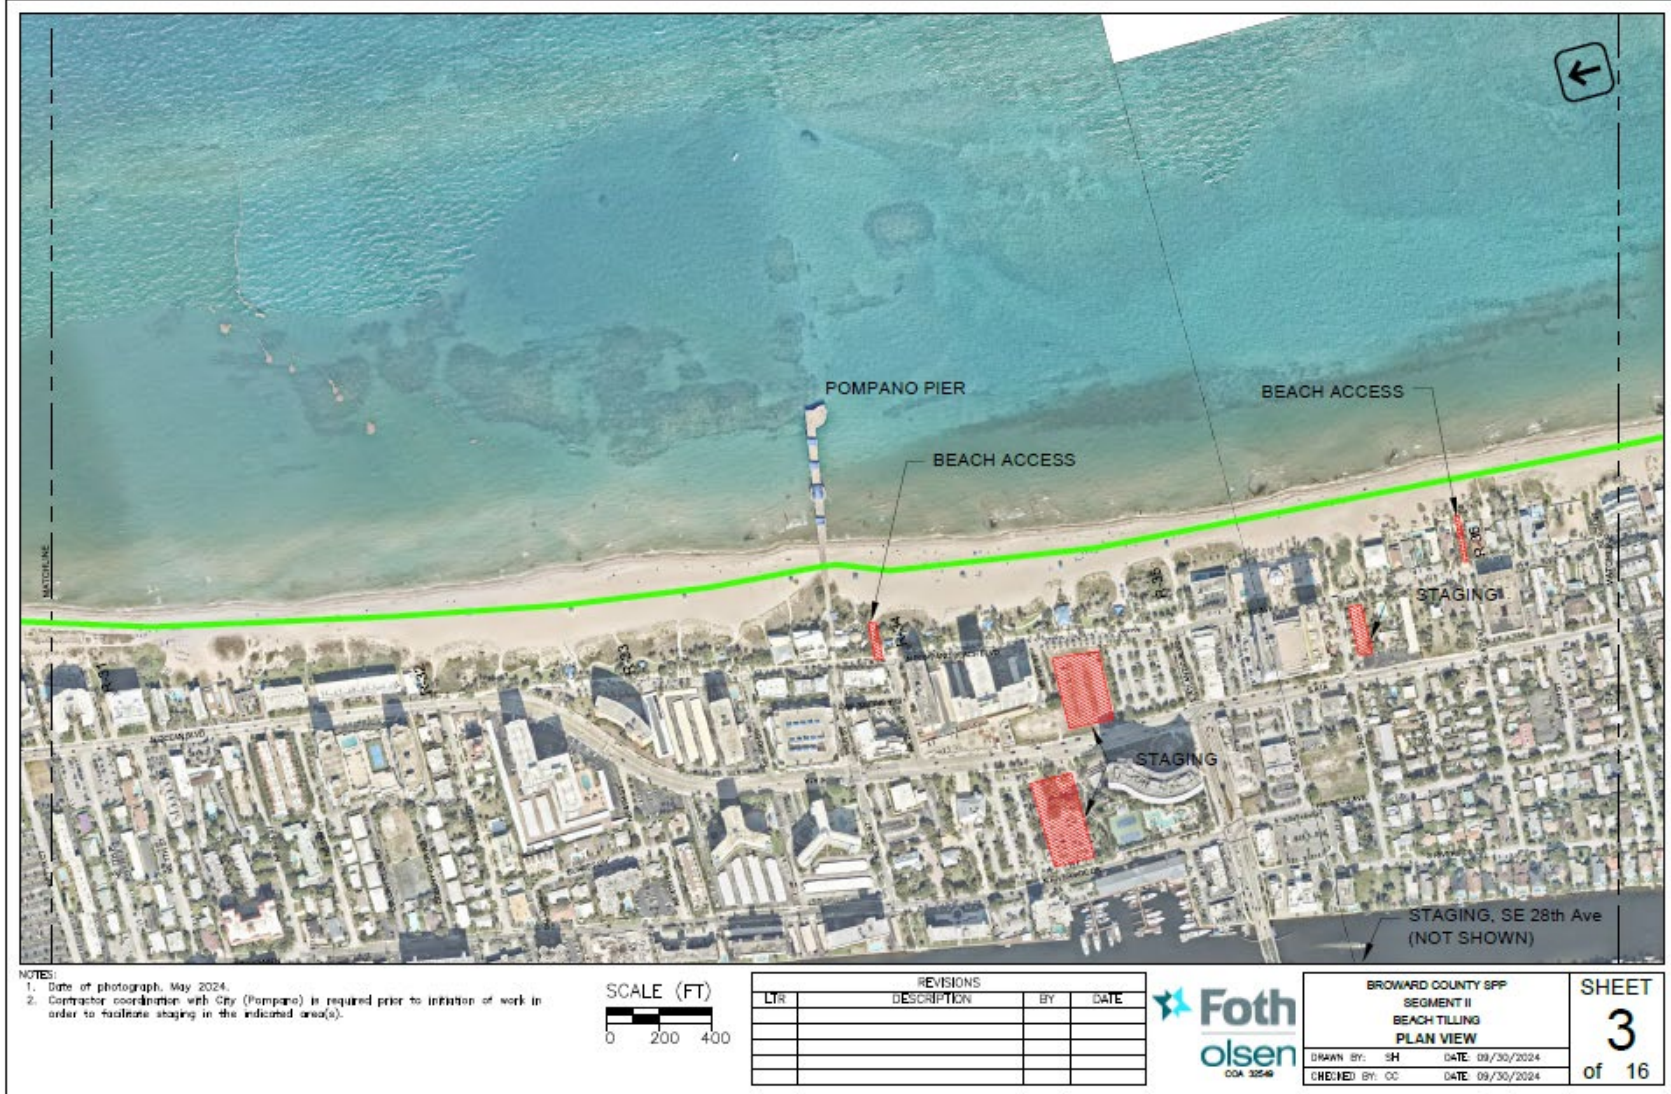 POMPANO PIER
BEACH ACCESS
BEACH ACCESS
MATCHLINE
R-31
R-32
R-33
R-35
R-36
N OCEAN BLVD
STAGING
STAGING
STAGING, SE 28th Ave
(NOT SHOWN)
NOTES:
1. Date of photograph, May 2024.
2. Contractor coordination with City (Pompano) is required prior to initiation of work in
order to facilitate staging in the indicated area(s).
SCALE (FT)
0 200 400
REVISIONS
LTR DESCRIPTION BY DATE
Foth
olsen
COA 32549
BROWARD COUNTY SPP
SEGMENT II
BEACH TILLING
PLAN VIEW
DRAWN BY: SH DATE: 09/30/2024
CHECKED BY: CC DATE: 09/30/2024
SHEET
3
of 16